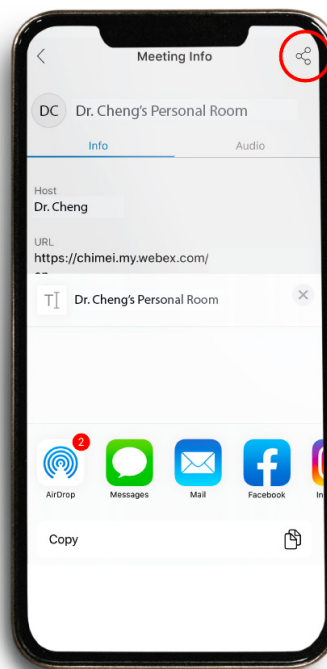 Meeting Info
DC Dr. Cheng's Personal Room
Info Audio
Host
Dr. Cheng
URL
https://chimei.my.webex.com/
Dr. Cheng's Personal Room
2
AirDrop Messages Mail Facebook In
Copy